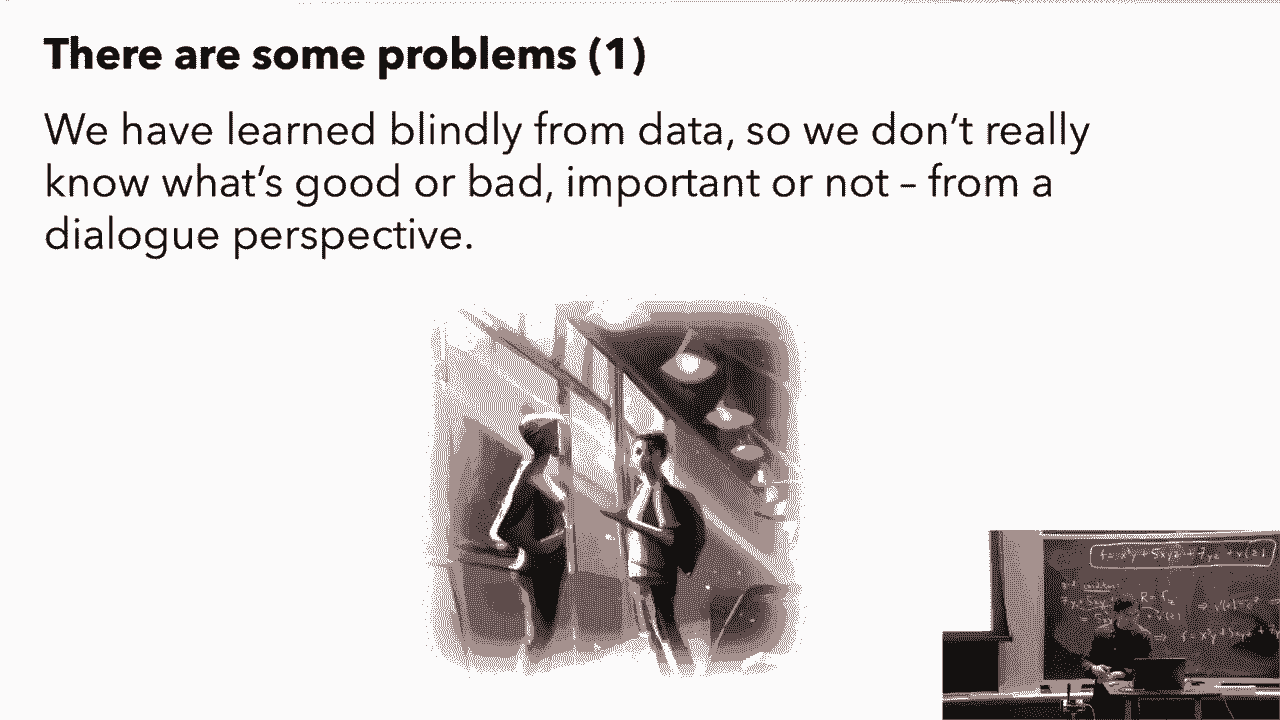 There are some problems (1)
We have learned blindly from data, so we don’t really
know what’s good or bad, important or not – from a
dialogue perspective.